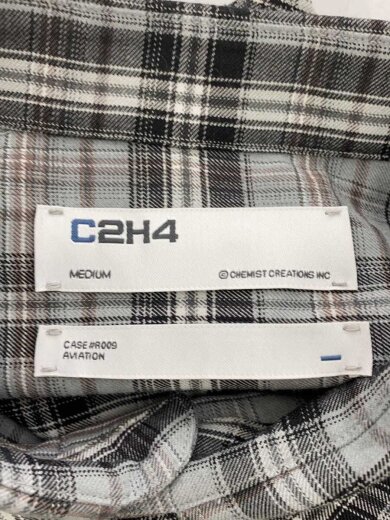 C2H4
MEDIUM © CHEMIST CREATIONS INC
CASE#R009
AVIATION